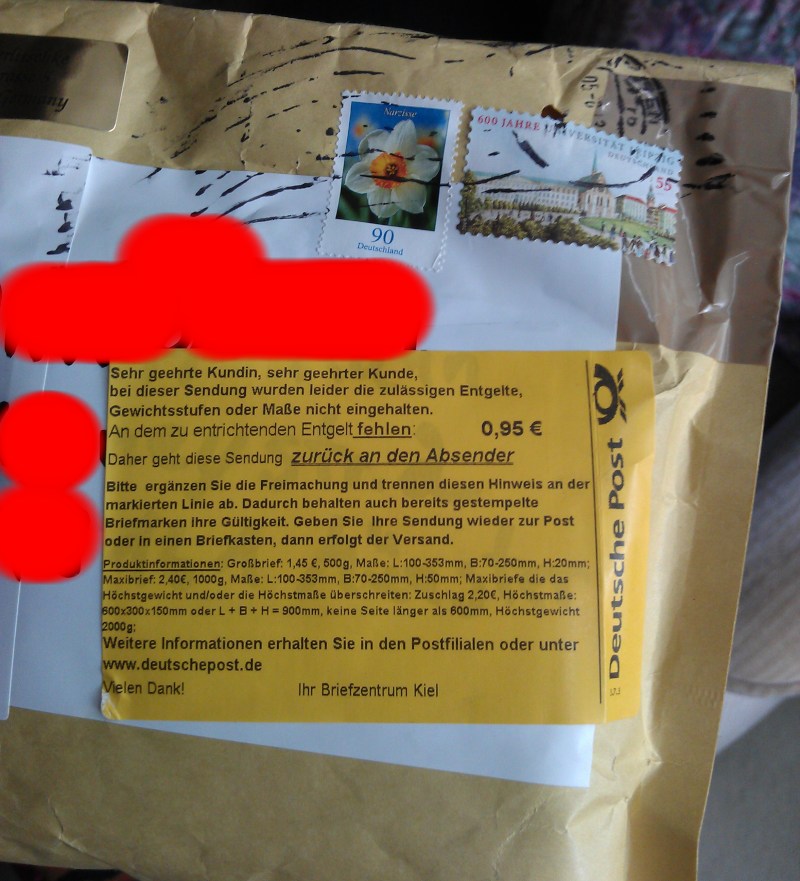 Narzisse
90
Deutschland
600 JAHRE UNIVERSITÄT LEIPZIG
DEUTSCHLAND
55
Sehr geehrte Kundin, sehr geehrter Kunde,
bei dieser Sendung wurden leider die zulässigen Entgelte,
Gewichtsstufen oder Maße nicht eingehalten.
An dem zu entrichtenden Entgelt fehlen: 0,95 €
Daher geht diese Sendung zurück an den Absender
Bitte ergänzen Sie die Freimachung und trennen diesen Hinweis an der
markierten Linie ab. Dadurch behalten auch bereits gestempelte
Briefmarken ihre Gültigkeit. Geben Sie Ihre Sendung wieder zur Post
oder in einen Briefkasten, dann erfolgt der Versand.
Produktinformationen: Großbrief: 1,45 €, 500g, Maße: L:100-353mm, B:70-250mm, H:20mm;
Maxibrief: 2,40€, 1000g, Maße: L:100-353mm, B:70-250mm, H:50mm; Maxibriefe die das
Höchstgewicht und/oder die Höchstmaße überschreiten: Zuschlag 2,20€, Höchstmaße:
600x300x150mm oder L + B + H = 900mm, keine Seite länger als 600mm, Höchstgewicht
2000g;
Weitere Informationen erhalten Sie in den Postfilialen oder unter
www.deutschepost.de
Vielen Dank! Ihr Briefzentrum Kiel
Deutsche Post